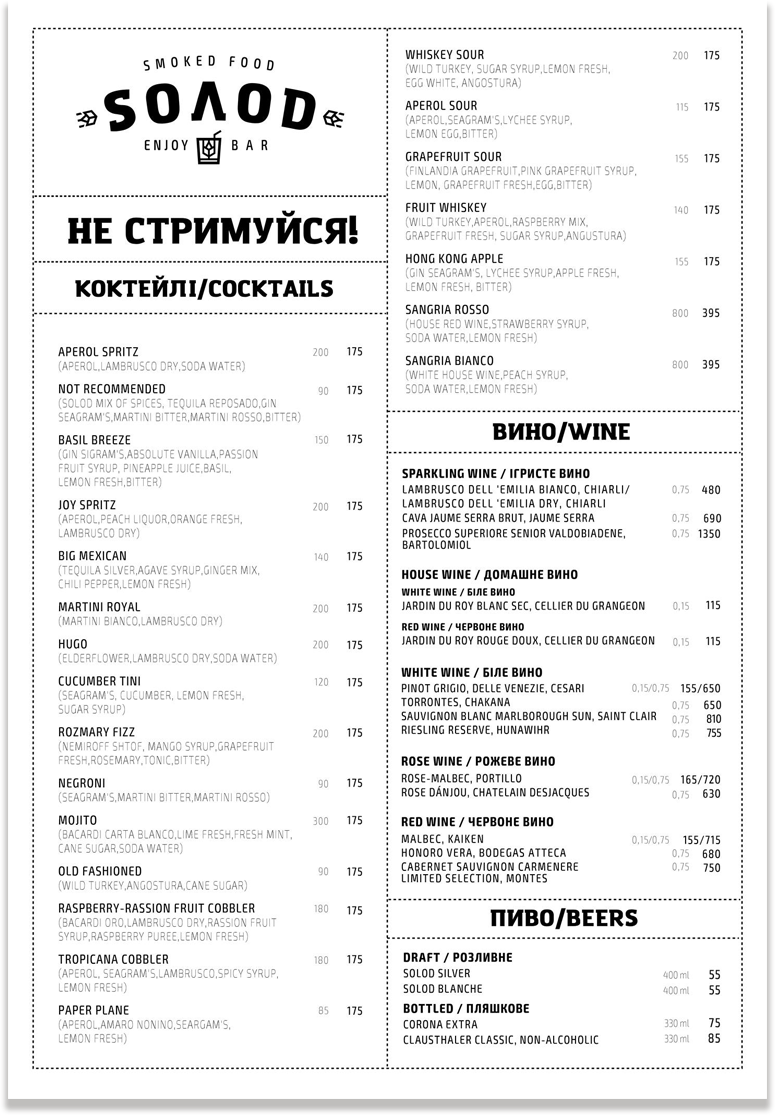 SMOKED FOOD
SOΛOD
ENJOY BAR
НЕ СТРИМУЙСЯ!
КОКТЕЙЛІ/COCKTAILS
APEROL SPRITZ 200 175
(APEROL,LAMBRUSCO DRY,SODA WATER)
NOT RECOMMENDED 90 175
(SOLOD MIX OF SPICES, TEQUILA REPOSADO,GIN
SEAGRAM'S,MARTINI BITTER,MARTINI ROSSO,BITTER)
BASIL BREEZE 150 175
(GIN SIGRAM'S,ABSOLUTE VANILLA,PASSION
FRUIT SYRUP, PINEAPPLE JUICE,BASIL,
LEMON FRESH,BITTER)
JOY SPRITZ 200 175
(APEROL,PEACH LIQUOR,ORANGE FRESH,
LAMBRUSCO DRY)
BIG MEXICAN 140 175
(TEQUILA SILVER,AGAVE SYRUP,GINGER MIX,
CHILI PEPPER,LEMON FRESH)
MARTINI ROYAL 200 175
(MARTINI BIANCO,LAMBRUSCO DRY)
HUGO 200 175
(ELDERFLOWER,LAMBRUSCO DRY,SODA WATER)
CUCUMBER TINI 120 175
(SEAGRAM'S, CUCUMBER, LEMON FRESH,
SUGAR SYRUP)
ROZMARY FIZZ 200 175
(NEMIROFF SHTOF, MANGO SYRUP,GRAPEFRUIT
FRESH,ROSEMARY,TONIC,BITTER)
NEGRONI 90 175
(SEAGRAM'S,MARTINI BITTER,MARTINI ROSSO)
MOJITO 300 175
(BACARDI CARTA BLANCO,LIME FRESH,FRESH MINT,
CANE SUGAR,SODA WATER)
OLD FASHIONED 90 175
(WILD TURKEY,ANGOSTURA,CANE SUGAR)
RASPBERRY-RASSION FRUIT COBBLER 180 175
(BACARDI ORO,LAMBRUSCO DRY,RASSION FRUIT
SYRUP,RASPBERRY PUREE,LEMON FRESH)
TROPICANA COBBLER 180 175
(APEROL, SEAGRAM'S,LAMBRUSCO,SPICY SYRUP,
LEMON FRESH)
PAPER PLANE 85 175
(APEROL,AMARO NONINO,SEARGAM'S,
LEMON FRESH)
WHISKEY SOUR 200 175
(WILD TURKEY, SUGAR SYRUP,LEMON FRESH,
EGG WHITE, ANGOSTURA)
APEROL SOUR 115 175
(APEROL,SEAGRAM'S,LYCHEE SYRUP,
LEMON EGG,BITTER)
GRAPEFRUIT SOUR 155 175
(FINLANDIA GRAPEFRUIT,PINK GRAPEFRUIT SYRUP,
LEMON, GRAPEFRUIT FRESH,EGG,BITTER)
FRUIT WHISKEY 140 175
(WILD TURKEY,APEROL,RASPBERRY MIX,
GRAPEFRUIT FRESH, SUGAR SYRUP,ANGUSTURA)
HONG KONG APPLE 155 175
(GIN SEAGRAM'S, LYCHEE SYRUP,APPLE FRESH,
LEMON FRESH, BITTER)
SANGRIA ROSSO 800 395
(HOUSE RED WINE,STRAWBERRY SYRUP,
SODA WATER,LEMON FRESH)
SANGRIA BIANCO 800 395
(WHITE HOUSE WINE,PEACH SYRUP,
SODA WATER,LEMON FRESH)
ВИНО/WINE
SPARKLING WINE / ІГРИСТЕ ВИНО
LAMBRUSCO DELL 'EMILIA BIANCO, CHIARLI/ 0,75 480
LAMBRUSCO DELL 'EMILIA DRY, CHIARLI
CAVA JAUME SERRA BRUT, JAUME SERRA 0,75 690
PROSECCO SUPERIORE SENIOR VALDOBIADENE, 0.75 1350
BARTOLOMIOL
HOUSE WINE / ДОМАШНЕ ВИНО
WHITE WINE / БІЛЕ ВИНО
JARDIN DU ROY BLANC SEC, CELLIER DU GRANGEON 0,15 115
RED WINE / ЧЕРВОНЕ ВИНО
JARDIN DU ROY ROUGE DOUX, CELLIER DU GRANGEON 0,15 115
WHITE WINE / БІЛЕ ВИНО
PINOT GRIGIO, DELLE VENEZIE, CESARI 0,15/0,75 155/650
TORRONTES, CHAKANA 0,75 650
SAUVIGNON BLANC MARLBOROUGH SUN, SAINT CLAIR 0,75 810
RIESLING RESERVE, HUNAWIHR 0,75 755
ROSE WINE / РОЖЕВЕ ВИНО
ROSE-MALBEC, PORTILLO 0,15/0,75 165/720
ROSE DÁNJOU, CHATELAIN DESJACQUES 0,75 630
RED WINE / ЧЕРВОНЕ ВИНО
MALBEC, KAIKEN 0,15/0,75 155/715
HONORO VERA, BODEGAS ATTECA 0,75 680
CABERNET SAUVIGNON CARMENERE 0,75 750
LIMITED SELECTION, MONTES
ПИВО/BEERS
DRAFT / РОЗЛИВНЕ
SOLOD SILVER 400 ml 55
SOLOD BLANCHE 400 ml 55
BOTTLED / ПЛЯШКОВЕ
CORONA EXTRA 330 ml 75
CLAUSTHALER CLASSIC, NON-ALCOHOLIC 330 ml 85